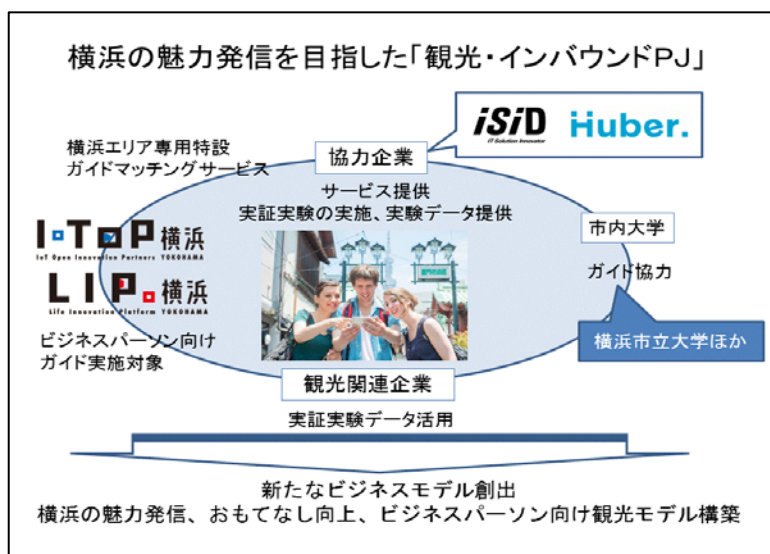 横浜の魅力発信を目指した「観光・インバウンドPJ」
iSiD
IT Solution Innovator
Huber.
横浜エリア専用特設
ガイドマッチングサービス
協力企業
サービス提供
実証実験の実施、実験データ提供
I・TOP横浜
IoT Open Innovation Partners YOKOHAMA
LIP.横浜
Life Innovation Platform YOKOHAMA
市内大学
ガイド協力
横浜市立大学ほか
ビジネスパーソン向け
ガイド実施対象
観光関連企業
実証実験データ活用
新たなビジネスモデル創出
横浜の魅力発信、おもてなし向上、ビジネスパーソン向け観光モデル構築